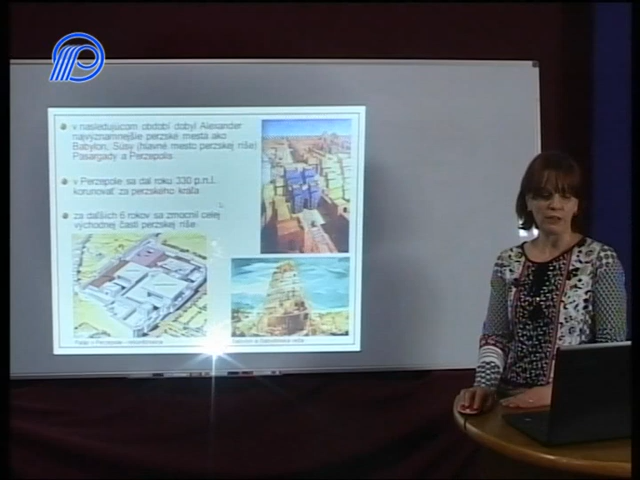 v nasledujúcom období dobyl Alexander
najvýznamnejšie perzské mestá ako
Babylon, Súsy (hlavné mesto perzskej ríše)
Pasargady a Perzepolis
v Perzepole sa dal roku 330 p.n.l.
korunovať za perzského kráľa
za ďalších 6 rokov sa zmocnil celej
východnej časti perzskej ríše